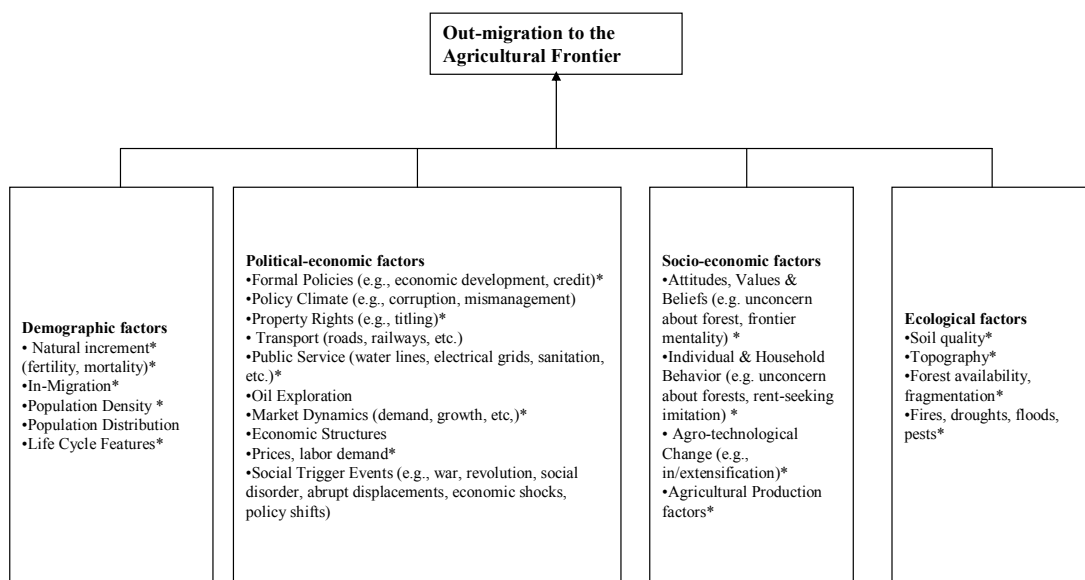 Out-migration to the
Agricultural Frontier
Demographic factors
• Natural increment*
(fertility, mortality)*
•In-Migration*
•Population Density *
•Population Distribution
•Life Cycle Features*
Political-economic factors
•Formal Policies (e.g., economic development, credit)*
•Policy Climate (e.g., corruption, mismanagement)
•Property Rights (e.g., titling)*
• Transport (roads, railways, etc.)
•Public Service (water lines, electrical grids, sanitation,
etc.)*
•Oil Exploration
•Market Dynamics (demand, growth, etc,)*
•Economic Structures
•Prices, labor demand*
•Social Trigger Events (e.g., war, revolution, social
disorder, abrupt displacements, economic shocks,
policy shifts)
Socio-economic factors
•Attitudes, Values &
Beliefs (e.g. unconcern
about forest, frontier
mentality) *
•Individual & Household
Behavior (e.g. unconcern
about forests, rent-seeking
imitation) *
• Agro-technological
Change (e.g.,
in/extensification)*
•Agricultural Production
factors*
Ecological factors
•Soil quality*
•Topography*
•Forest availability,
fragmentation*
•Fires, droughts, floods,
pests*